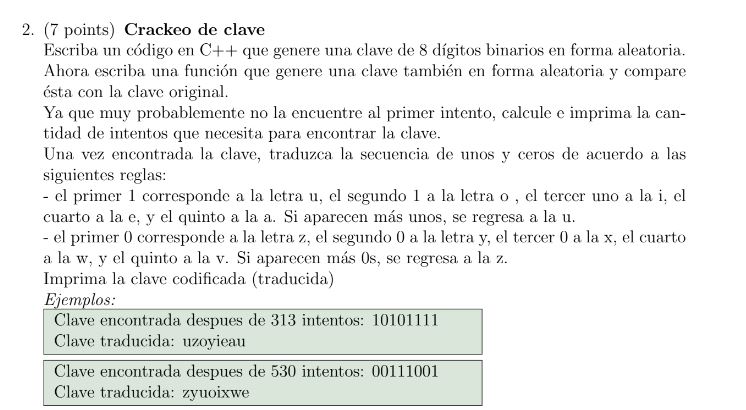 2. (7 points) Crackeo de clave
Escriba un código en C++ que genere una clave de 8 dígitos binarios en forma aleatoria.
Ahora escriba una función que genere una clave también en forma aleatoria y compare
ésta con la clave original.
Ya que muy probablemente no la encuentre al primer intento, calcule e imprima la can-
tidad de intentos que necesita para encontrar la clave.
Una vez encontrada la clave, traduzca la secuencia de unos y ceros de acuerdo a las
siguientes reglas:
- el primer 1 corresponde a la letra u, el segundo 1 a la letra o , el tercer uno a la i, el
cuarto a la e, y el quinto a la a. Si aparecen más unos, se regresa a la u.
- el primer 0 corresponde a la letra z, el segundo 0 a la letra y, el tercer 0 a la x, el cuarto
a la w, y el quinto a la v. Si aparecen más 0s, se regresa a la z.
Imprima la clave codificada (traducida)
Ejemplos:
Clave encontrada despues de 313 intentos: 10101111
Clave traducida: uzoyieau
Clave encontrada despues de 530 intentos: 00111001
Clave traducida: zyuoixwe